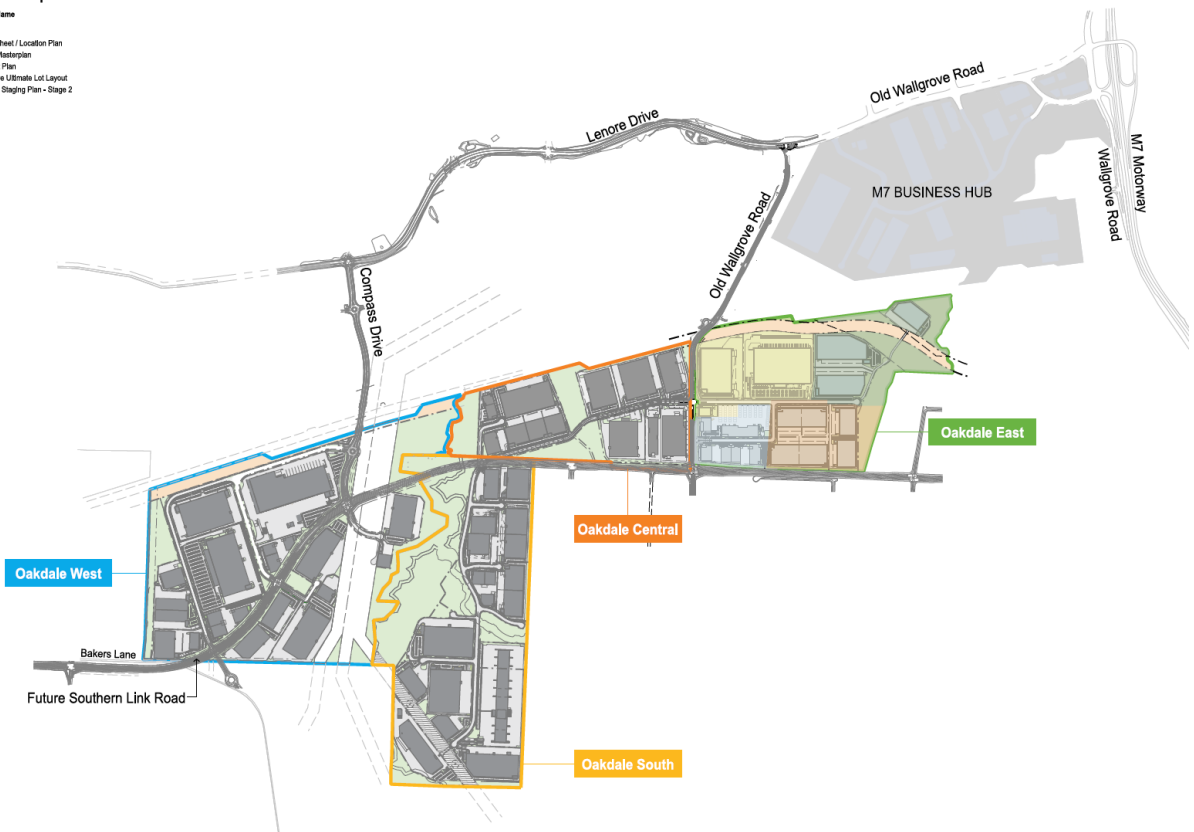 heet / Location Plan
Masterplan
Plan
e Ultimate Lot Layout
Staging Plan - Stage 2
Old Wallgrove Road
Lenore Drive
M7 Motorway
Wallgrove Road
M7 BUSINESS HUB
Old Wallgrove Road
Compass Drive
Oakdale East
Oakdale Central
Oakdale West
Bakers Lane
Future Southern Link Road
Oakdale South